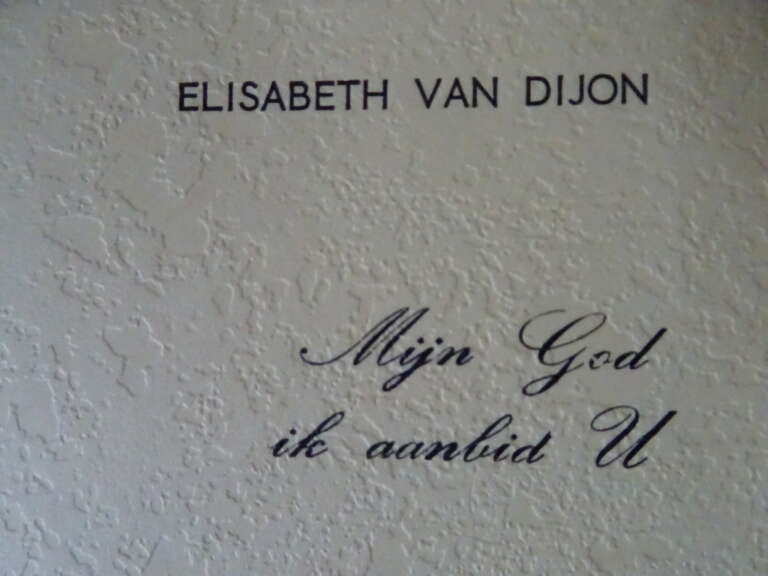 ELISABETH VAN DIJON
Mijn God
ik aanbid U